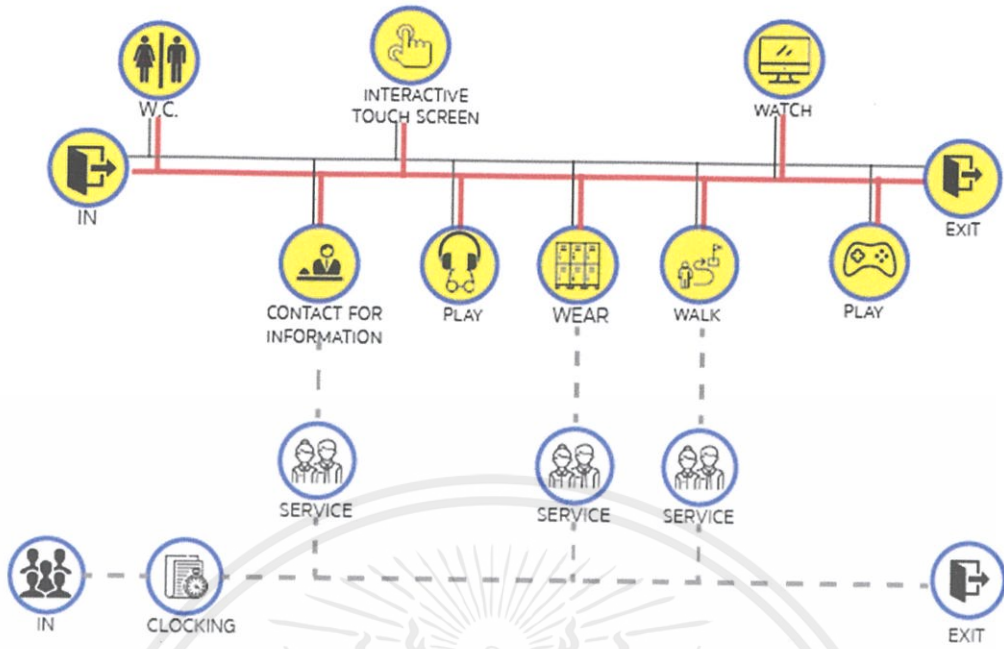 W.C.
INTERACTIVE
TOUCH SCREEN
WATCH
IN
EXIT
CONTACT FOR
INFORMATION
PLAY
WEAR
WALK
PLAY
SERVICE
SERVICE
SERVICE
IN
CLOCKING
EXIT